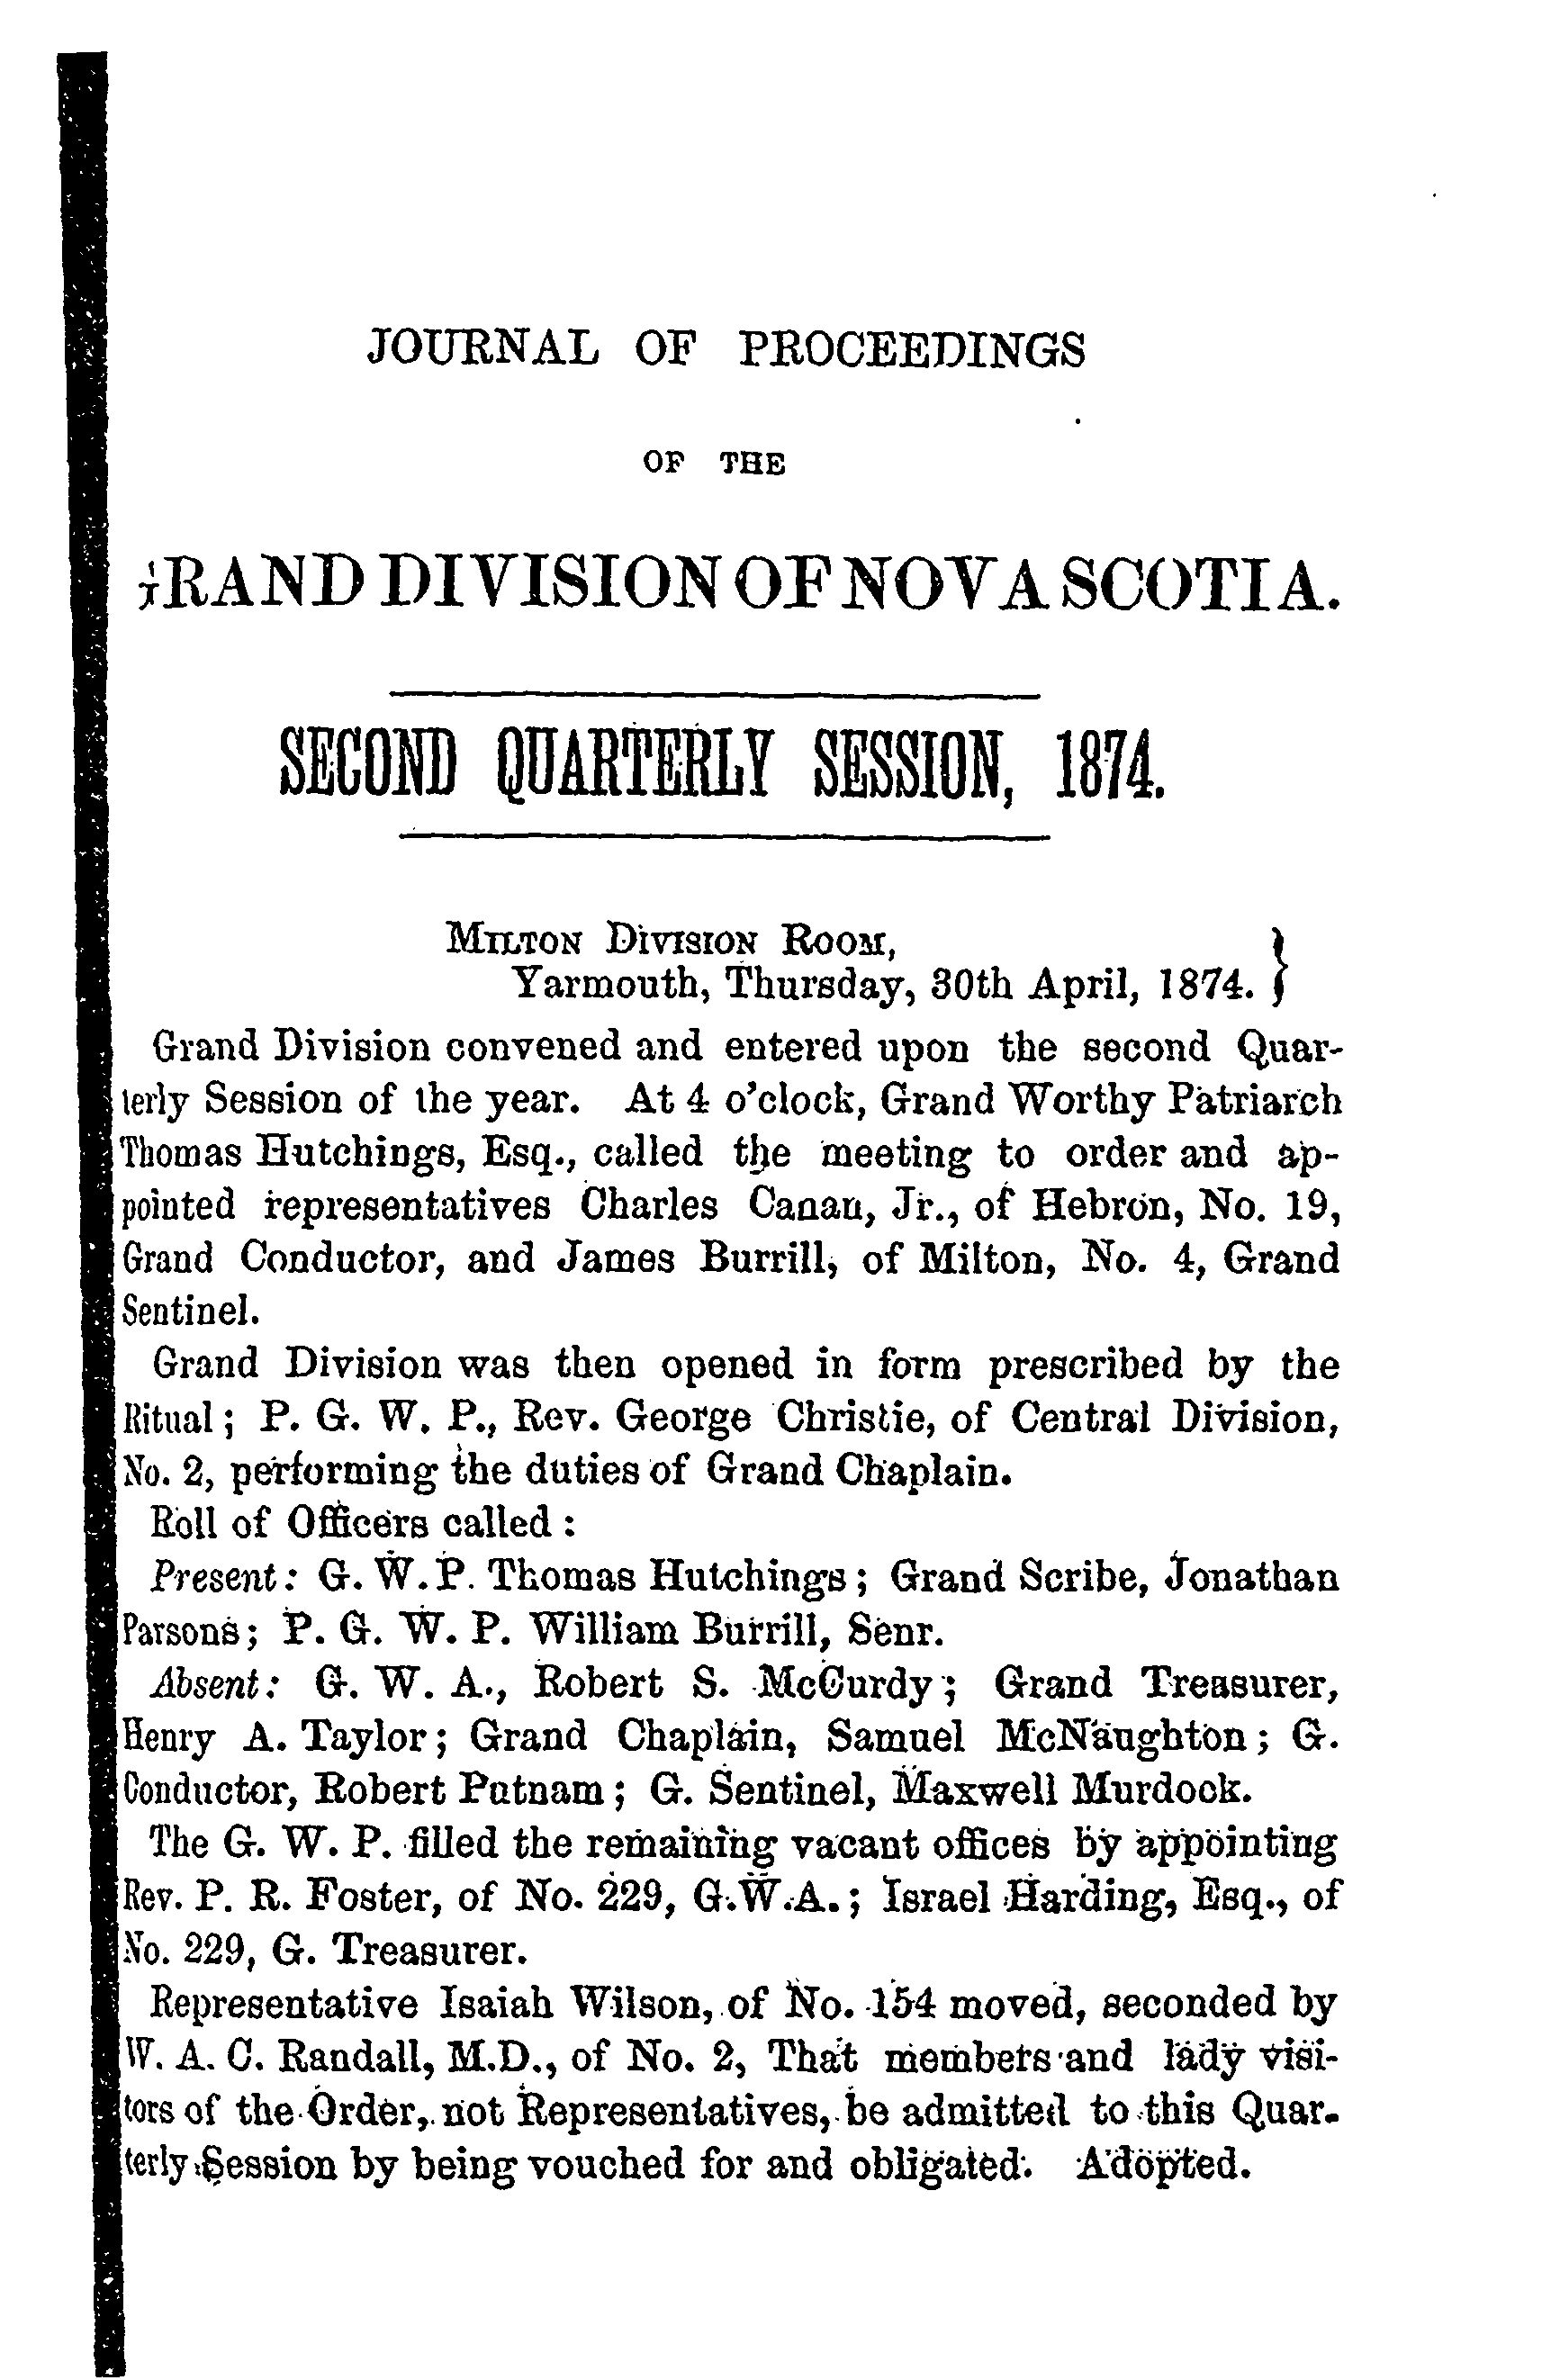 JOURNAL OF PROCEEDINGS
OF THE
GRAND DIVISION OF NOVA SCOTIA.
SECOND QUARTERLY SESSION, 1874.
MILTON DIVISION ROOM,
Yarmouth, Thursday, 30th April, 1874. }
Grand Division convened and entered upon the second Quar-
terly Session of the year. At 4 o'clock, Grand Worthy Patriarch
Thomas Hutchings, Esq., called the meeting to order and ap-
pointed representatives Charles Canan, Jr., of Hebron, No. 19,
Grand Conductor, and James Burrill, of Milton, No. 4, Grand
Sentinel.
Grand Division was then opened in form prescribed by the
Ritual; P. G. W. P., Rev. George Christie, of Central Division,
No. 2, performing the duties of Grand Chaplain.
Roll of Officers called:
Present: G. W. P. Thomas Hutchings; Grand Scribe, Jonathan
Parsons; P. G. W. P. William Burrill, Senr.
Absent: G. W. A., Robert S. McCurdy; Grand Treasurer,
Henry A. Taylor; Grand Chaplain, Samuel McNaughton; G.
Conductor, Robert Putnam; G. Sentinel, Maxwell Murdock.
The G. W. P. filled the remaining vacant offices by appointing
Rev. P. R. Foster, of No. 229, G.W.A.; Israel Harding, Esq., of
No. 229, G. Treasurer.
Representative Isaiah Wilson, of No. 154 moved, seconded by
W. A. C. Randall, M.D., of No. 2, That members and lady visi-
tors of the Order, not Representatives, be admitted to this Quar-
terly Session by being vouched for and obligated. Adopted.